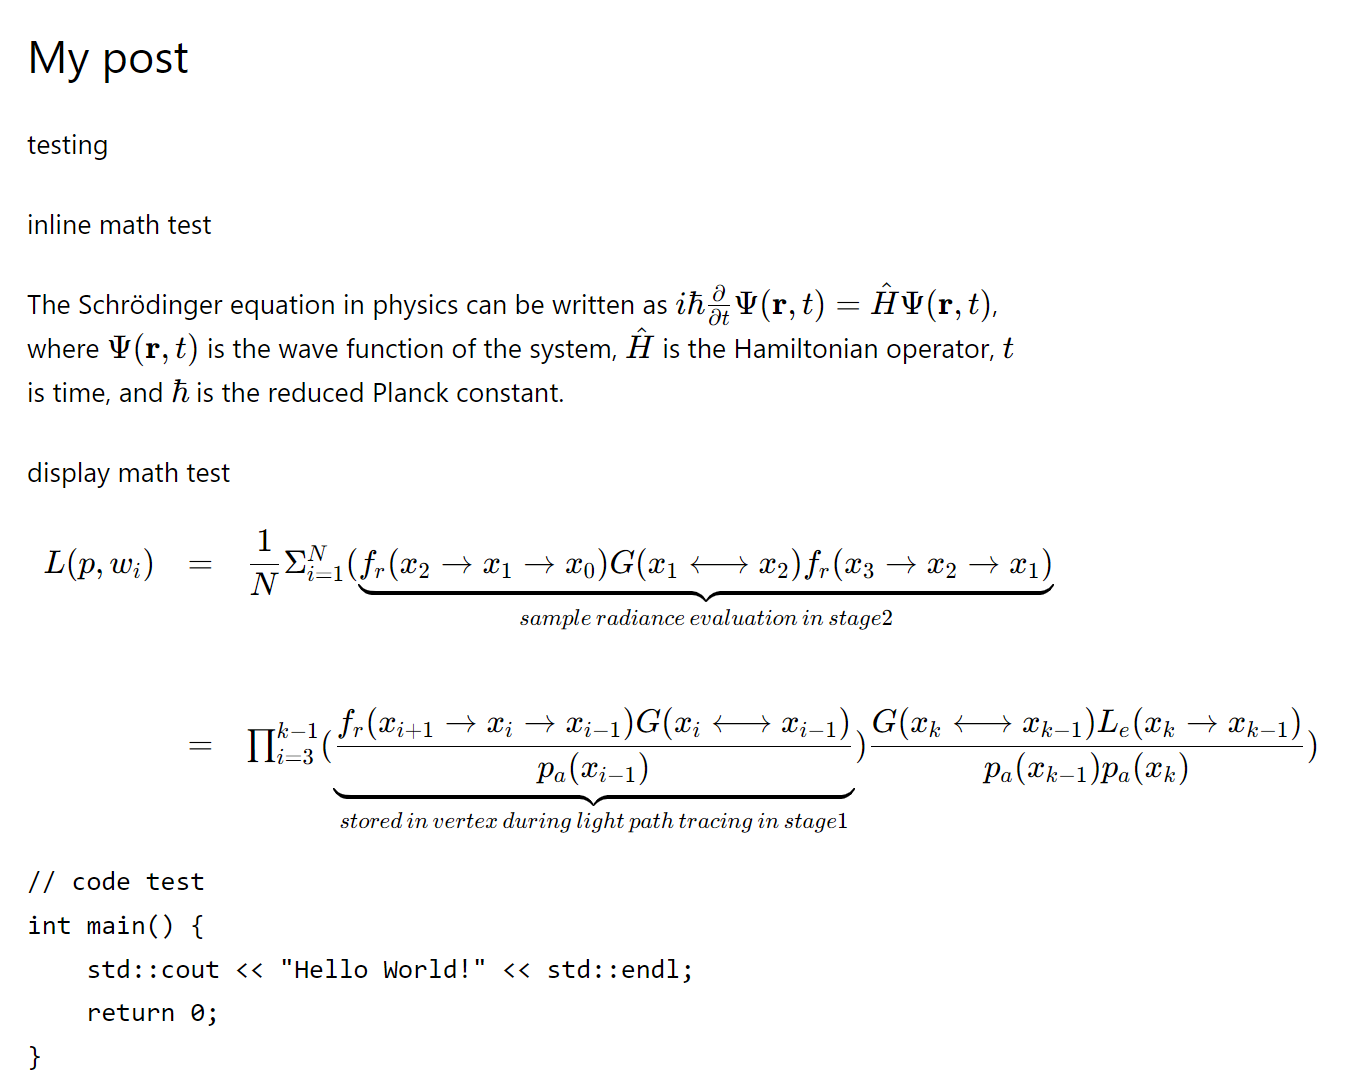 My post
testing
inline math test
The Schrödinger equation in physics can be written as $i\hbar\frac{\partial}{\partial t}\Psi(\mathbf{r},t) = \hat{H}\Psi(\mathbf{r},t)$,
where $\Psi(\mathbf{r},t)$ is the wave function of the system, $\hat{H}$ is the Hamiltonian operator, $t$
is time, and $\hbar$ is the reduced Planck constant.
display math test
$L(p,w_i) = \frac{1}{N}\Sigma_{i=1}^{N}(\underbrace{f_r(x_2 \rightarrow x_1 \rightarrow x_0)G(x_1 \longleftrightarrow x_2)f_r(x_3 \rightarrow x_2 \rightarrow x_1)}_{sample\, radiance\, evaluation\, in\, stage2}$
$= \prod_{i=3}^{k-1}(\underbrace{\frac{f_r(x_{i+1} \rightarrow x_i \rightarrow x_{i-1})G(x_i \longleftrightarrow x_{i-1})}{p_a(x_{i-1})}}_{stored\, in\, vertex\, during\, light\, path\, tracing\, in\, stage1})\frac{G(x_k \longleftrightarrow x_{k-1})L_e(x_k \rightarrow x_{k-1})}{p_a(x_{k-1})p_a(x_k)})$
// code test
int main() {
    std::cout << "Hello World!" << std::endl;
    return 0;
}